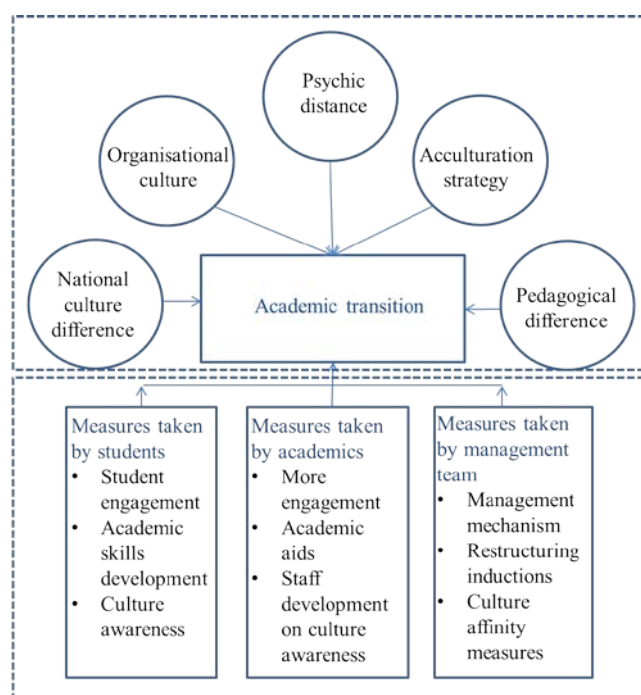 Psychic
distance
Organisational
culture
Acculturation
strategy
National
culture
difference
Academic transition
Pedagogical
difference
Measures taken
by students
• Student
engagement
• Academic
skills
development
• Culture
awareness
Measures taken
by academics
• More
engagement
• Academic
aids
• Staff
development
on culture
awareness
Measures taken
by management
team
• Management
mechanism
• Restructuring
inductions
• Culture
affinity
measures